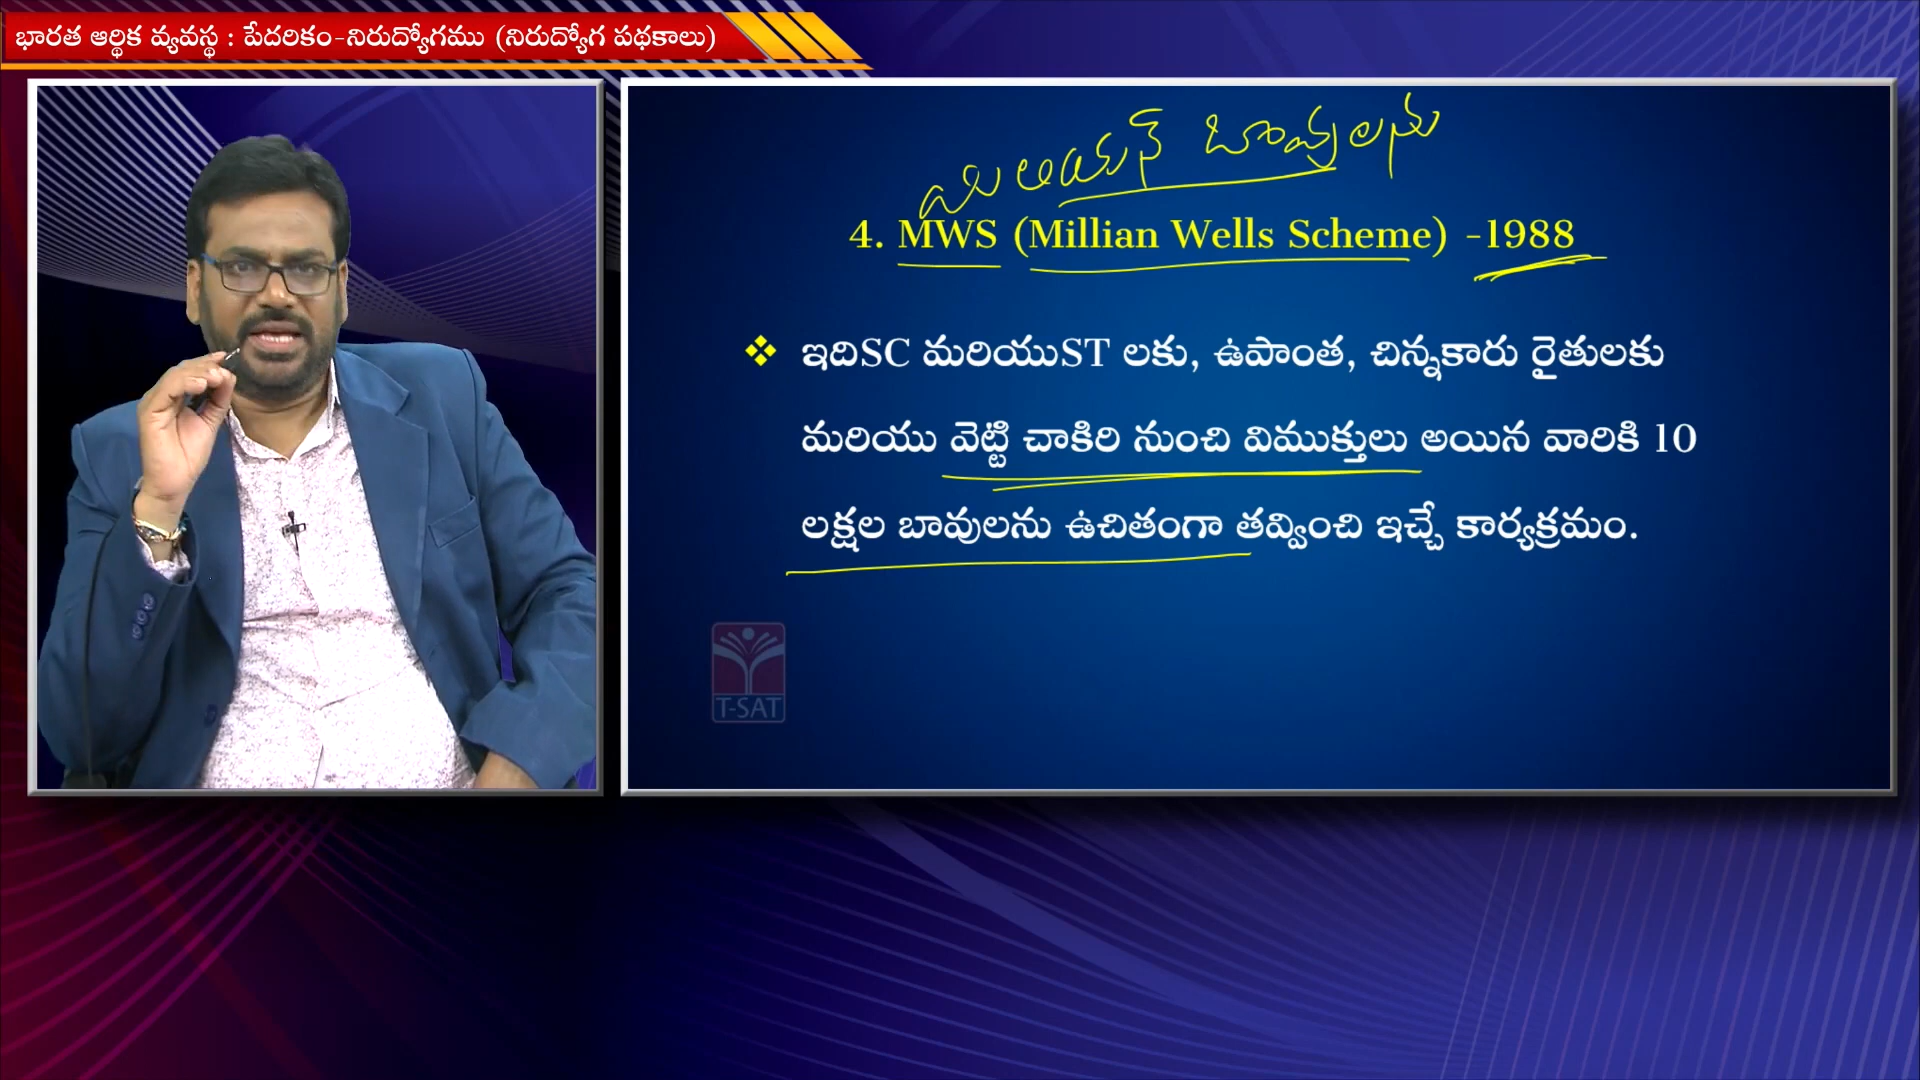 భారత ఆర్థిక వ్యవస్థ : పేదరికం-నిరుద్యోగము (నిరుద్యోగ పథకాలు)
మిలియన్ బావులను
4. MWS (Millian Wells Scheme) -1988
❖ ఇదిSC మరియుST లకు, ఉపాంత, చిన్నకారు రైతులకు
మరియు వెట్టి చాకిరి నుంచి విముక్తులు అయిన వారికి 10
లక్షల బావులను ఉచితంగా తవ్వించి ఇచ్చే కార్యక్రమం.
T-SAT